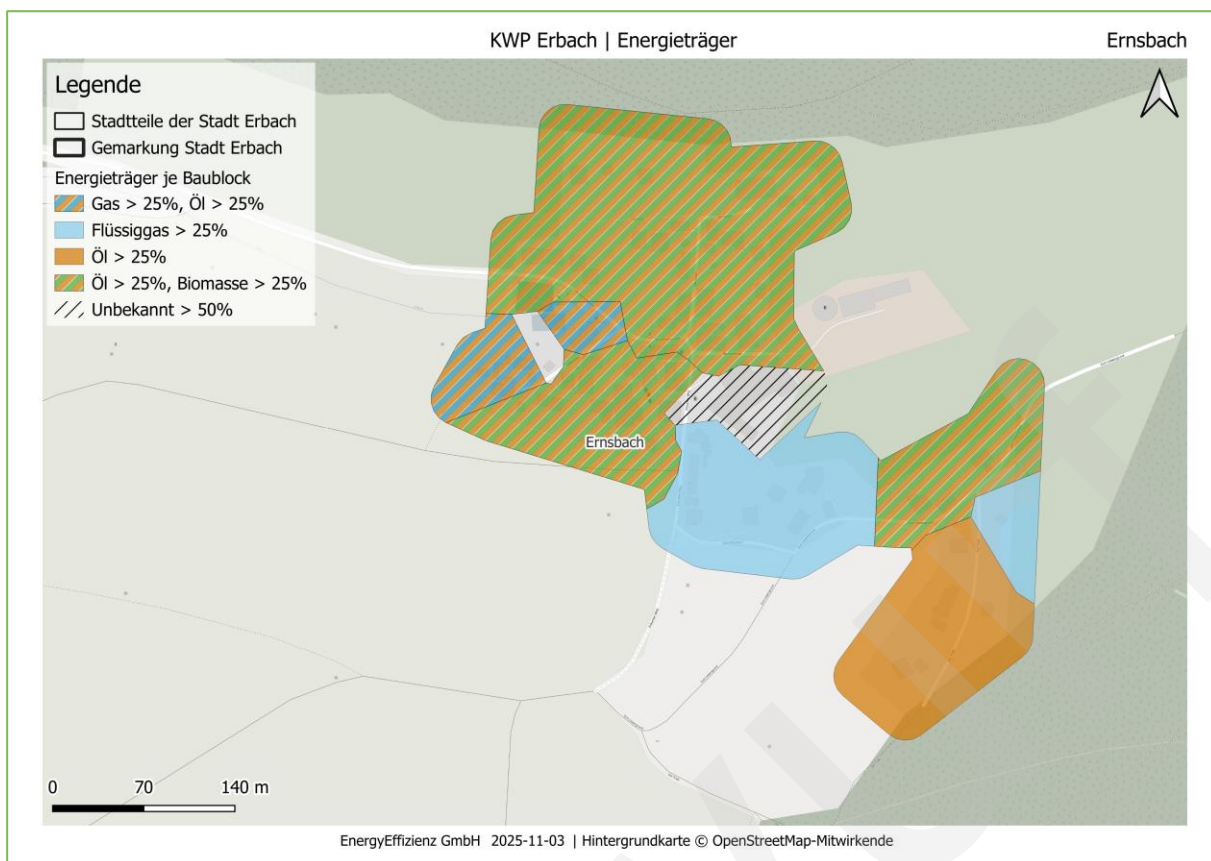 KWP Erbach | Energieträger
Ernsbach
Legende
Stadtteile der Stadt Erbach
Gemarkung Stadt Erbach
Energieträger je Baublock
Gas > 25%, Öl > 25%
Flüssiggas > 25%
Öl > 25%
Öl > 25%, Biomasse > 25%
Unbekannt > 50%
Ernsbach
0 70 140 m
EnergyEffizienz GmbH 2025-11-03 | Hintergrundkarte © OpenStreetMap-Mitwirkende